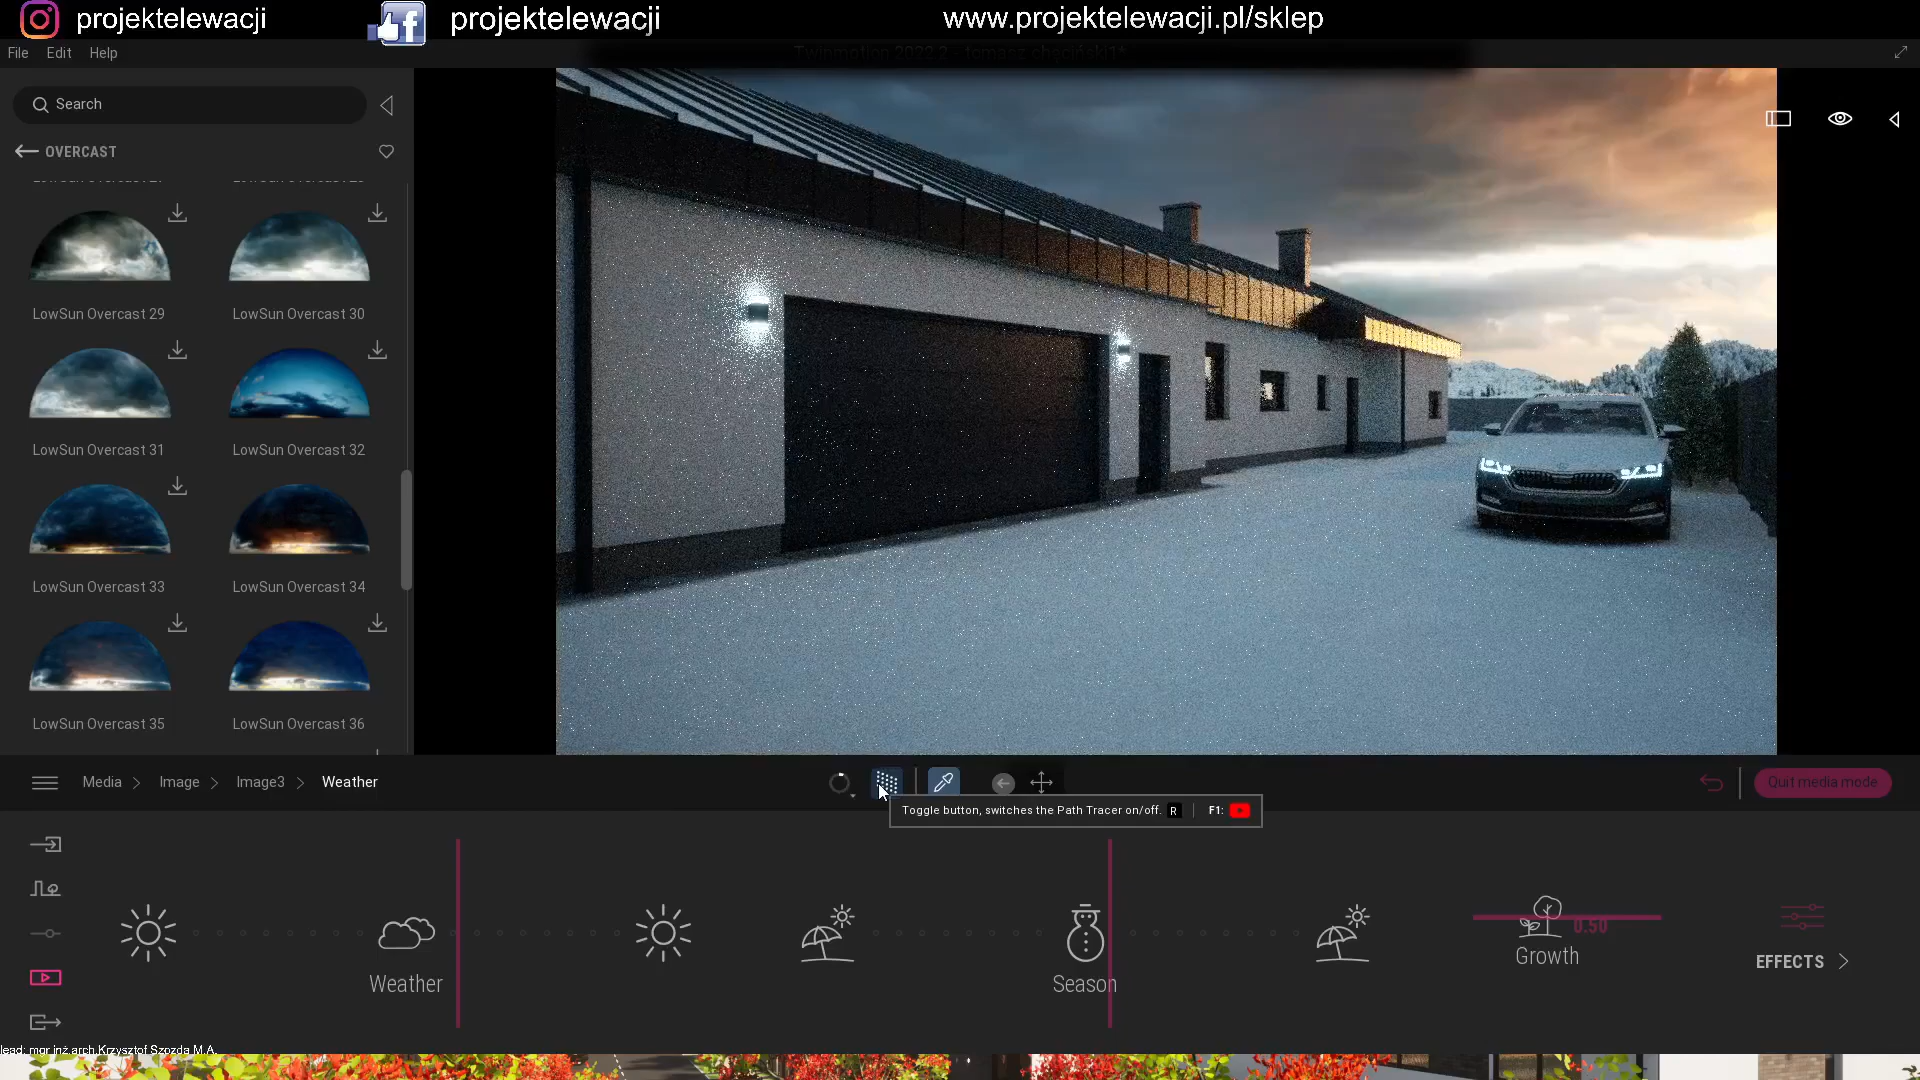 projektelewacji
projektelewacji
www.projektelewacji.pl/sklep
File Edit Help
Search
OVERCAST
LowSun Overcast 29
LowSun Overcast 30
LowSun Overcast 31
LowSun Overcast 32
LowSun Overcast 33
LowSun Overcast 34
LowSun Overcast 35
LowSun Overcast 36
Media
Image
Image3
Weather
Quit media mode
Toggle button, switches the Path Tracer on/off. R F1:
Weather
Season
0.50
Growth
EFFECTS
lead: mgr inż.arch.Krzysztof Szozda M.A.